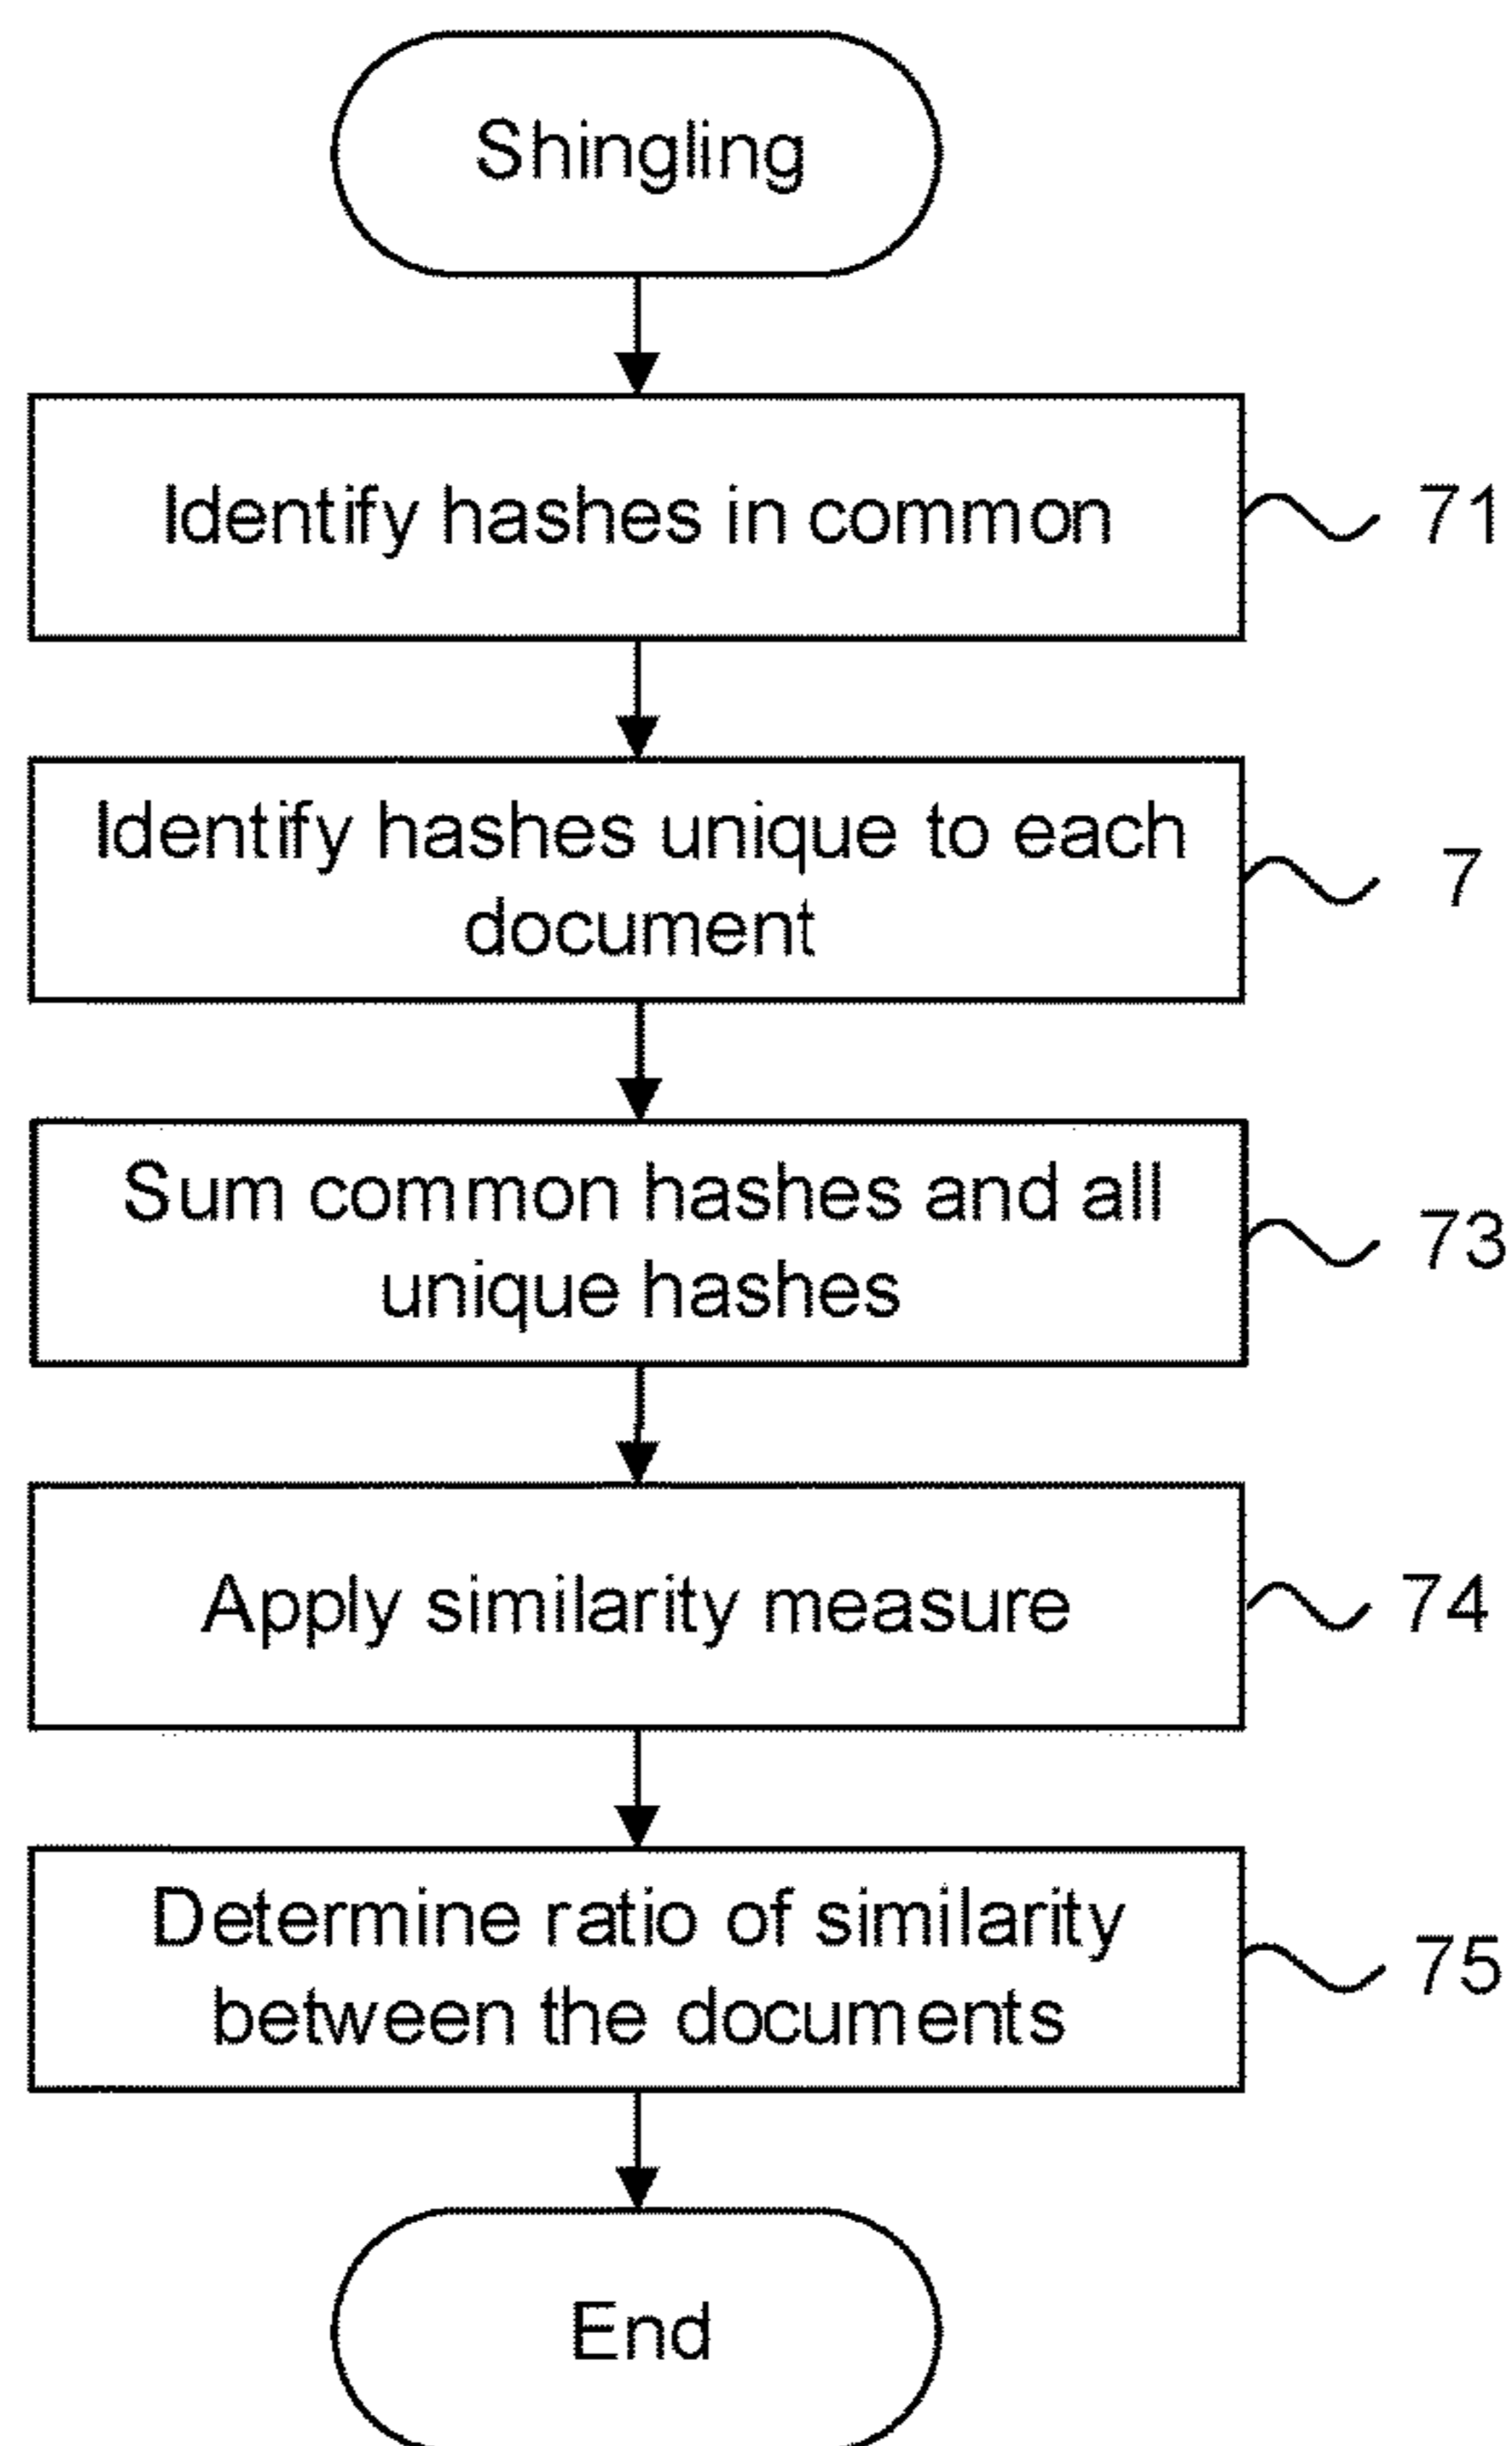 Shingling
Identify hashes in common
71
Identify hashes unique to each
document
7
Sum common hashes and all
unique hashes
73
Apply similarity measure
74
Determine ratio of similarity
between the documents
75
End